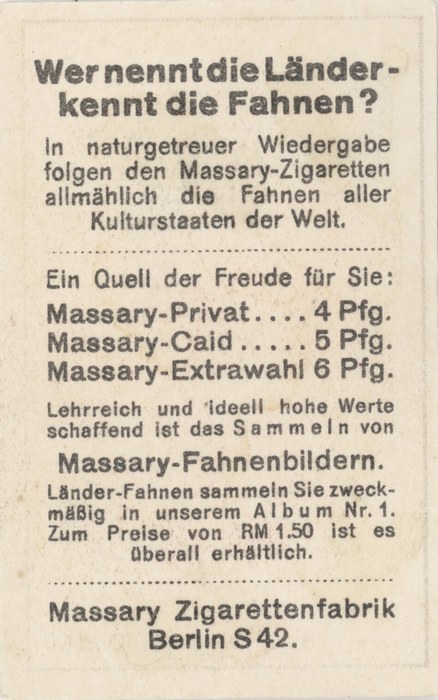 Wer nennt die Länder-
kennt die Fahnen?
In naturgetreuer Wiedergabe
folgen den Massary-Zigaretten
allmählich die Fahnen aller
Kulturstaaten der Welt.
Ein Quell der Freude für Sie:
Massary-Privat.... 4 Pfg.
Massary-Caid ..... 5 Pfg.
Massary-Extrawahl 6 Pfg.
Lehrreich und ideell hohe Werte
schaffend ist das Sammeln von
Massary-Fahnenbildern.
Länder-Fahnen sammeln Sie zweck-
mäßig in unserem Album Nr. 1.
Zum Preise von RM 1.50 ist es
überall erhältlich.
Massary Zigarettenfabrik
Berlin S 42.